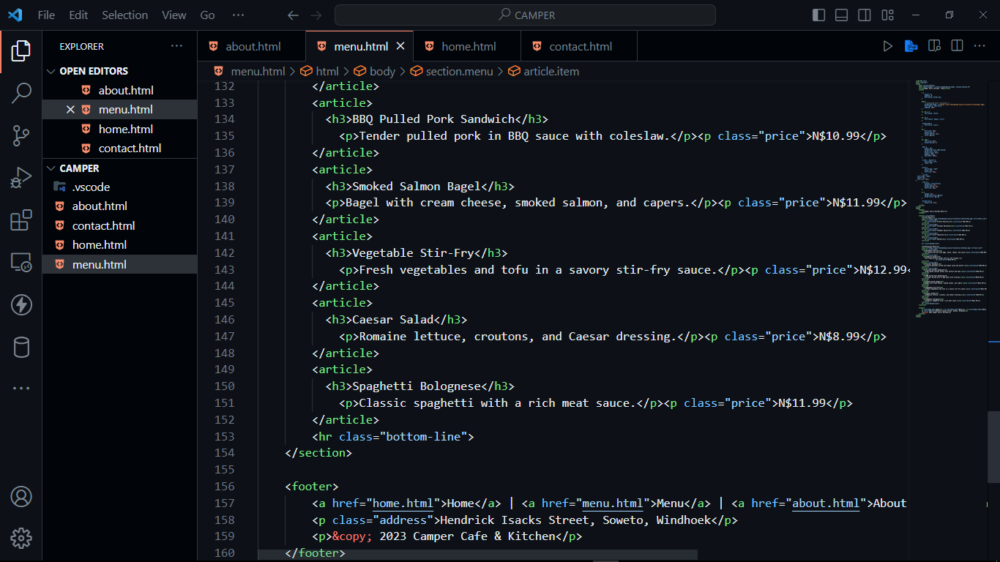 File Edit Selection View Go ··· CAMPER
EXPLORER ···
OPEN EDITORS
about.html
menu.html
home.html
contact.html
CAMPER
.vscode
about.html
contact.html
home.html
menu.html
about.html menu.html home.html contact.html
menu.html > html > body > section.menu > article.item
132 </article>
133 <article>
134 <h3>BBQ Pulled Pork Sandwich</h3>
135 <p>Tender pulled pork in BBQ sauce with coleslaw.</p><p class="price">N$10.99</p>
136 </article>
137 <article>
138 <h3>Smoked Salmon Bagel</h3>
139 <p>Bagel with cream cheese, smoked salmon, and capers.</p><p class="price">N$11.99</p>
140 </article>
141 <article>
142 <h3>Vegetable Stir-Fry</h3>
143 <p>Fresh vegetables and tofu in a savory stir-fry sauce.</p><p class="price">N$12.99<
144 </article>
145 <article>
146 <h3>Caesar Salad</h3>
147 <p>Romaine lettuce, croutons, and Caesar dressing.</p><p class="price">N$8.99</p>
148 </article>
149 <article>
150 <h3>Spaghetti Bolognese</h3>
151 <p>Classic spaghetti with a rich meat sauce.</p><p class="price">N$11.99</p>
152 </article>
153 <hr class="bottom-line">
154 </section>
155
156 <footer>
157 <a href="home.html">Home</a> | <a href="menu.html">Menu</a> | <a href="about.html">About
158 <p class="address">Hendrick Isacks Street, Soweto, Windhoek</p>
159 <p>&copy; 2023 Camper Cafe & Kitchen</p>
160 </footer>